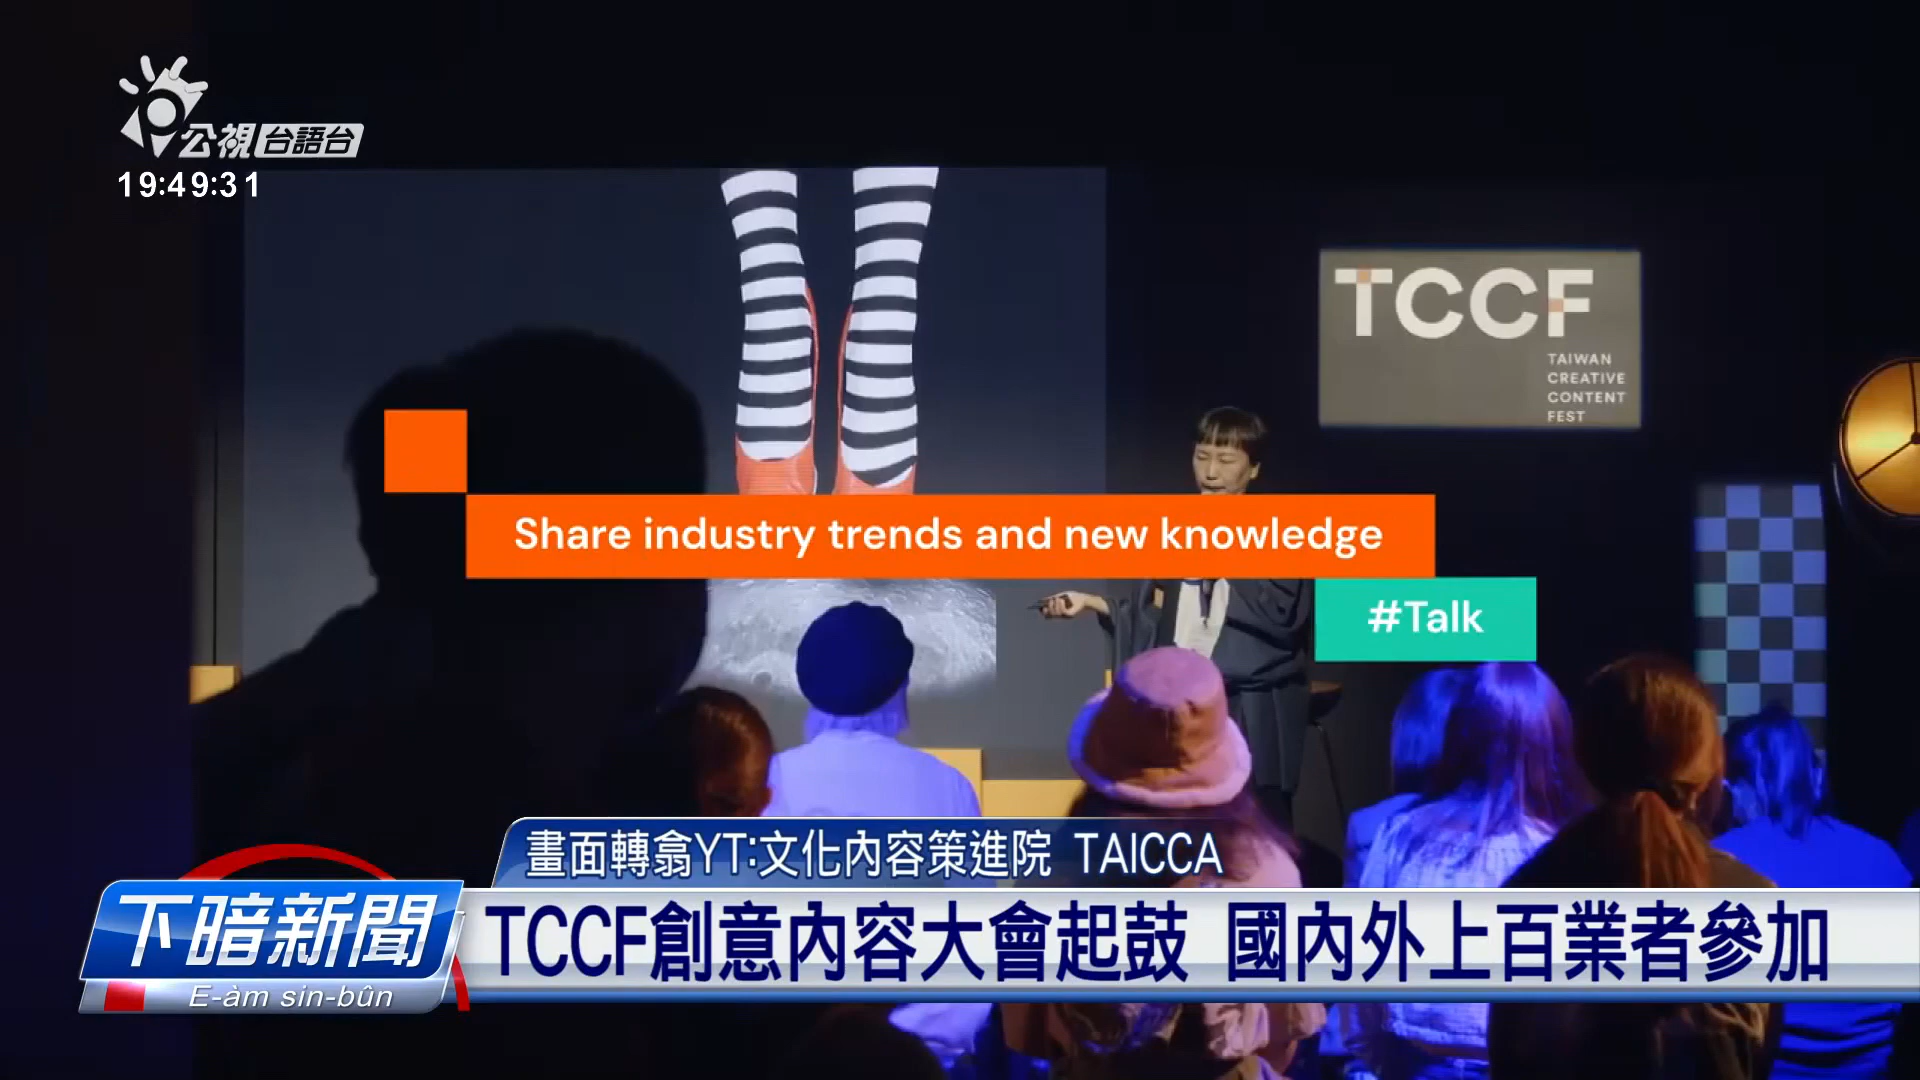 公視台語台
19:49:31
TCCF
TAIWAN
CREATIVE
CONTENT
FEST
Share industry trends and new knowledge
#Talk
畫面轉翕YT:文化內容策進院 TAICCA
下暗新聞
E-àm sin-bûn
TCCF創意內容大會起鼓 國內外上百業者參加